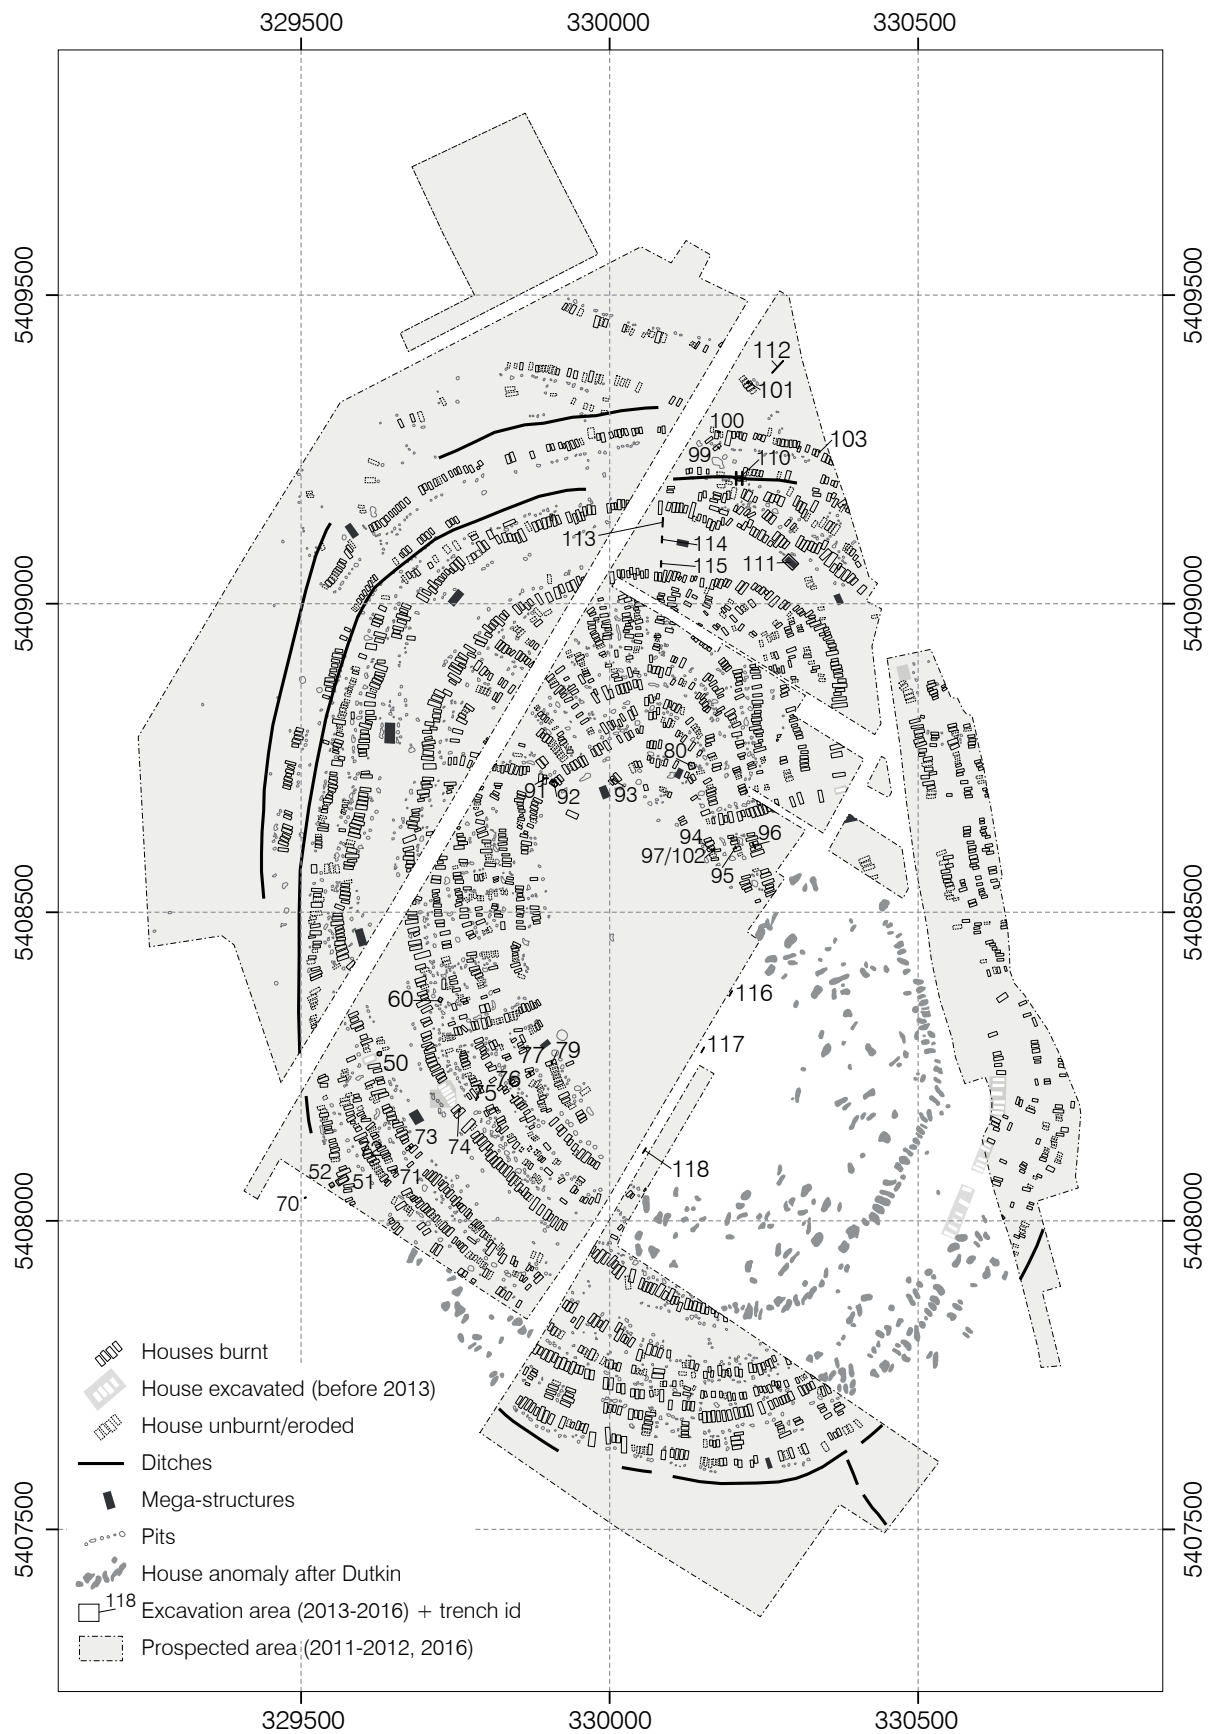 329500 330000 330500
5409500 5409500
112
101
100
103
99
110
113
114
115
111
5409000 5409000
80
91 92 93
94 96
97/102
95
5408500 5408500
60
116
117
50
77 79
76
75
73
74
118
52
51 71
70
5408000 5408000
Houses burnt
House excavated (before 2013)
House unburnt/eroded
Ditches
Mega-structures
Pits
House anomaly after Dutkin
118 Excavation area (2013-2016) + trench id
Prospected area (2011-2012, 2016)
5407500 5407500
329500 330000 330500